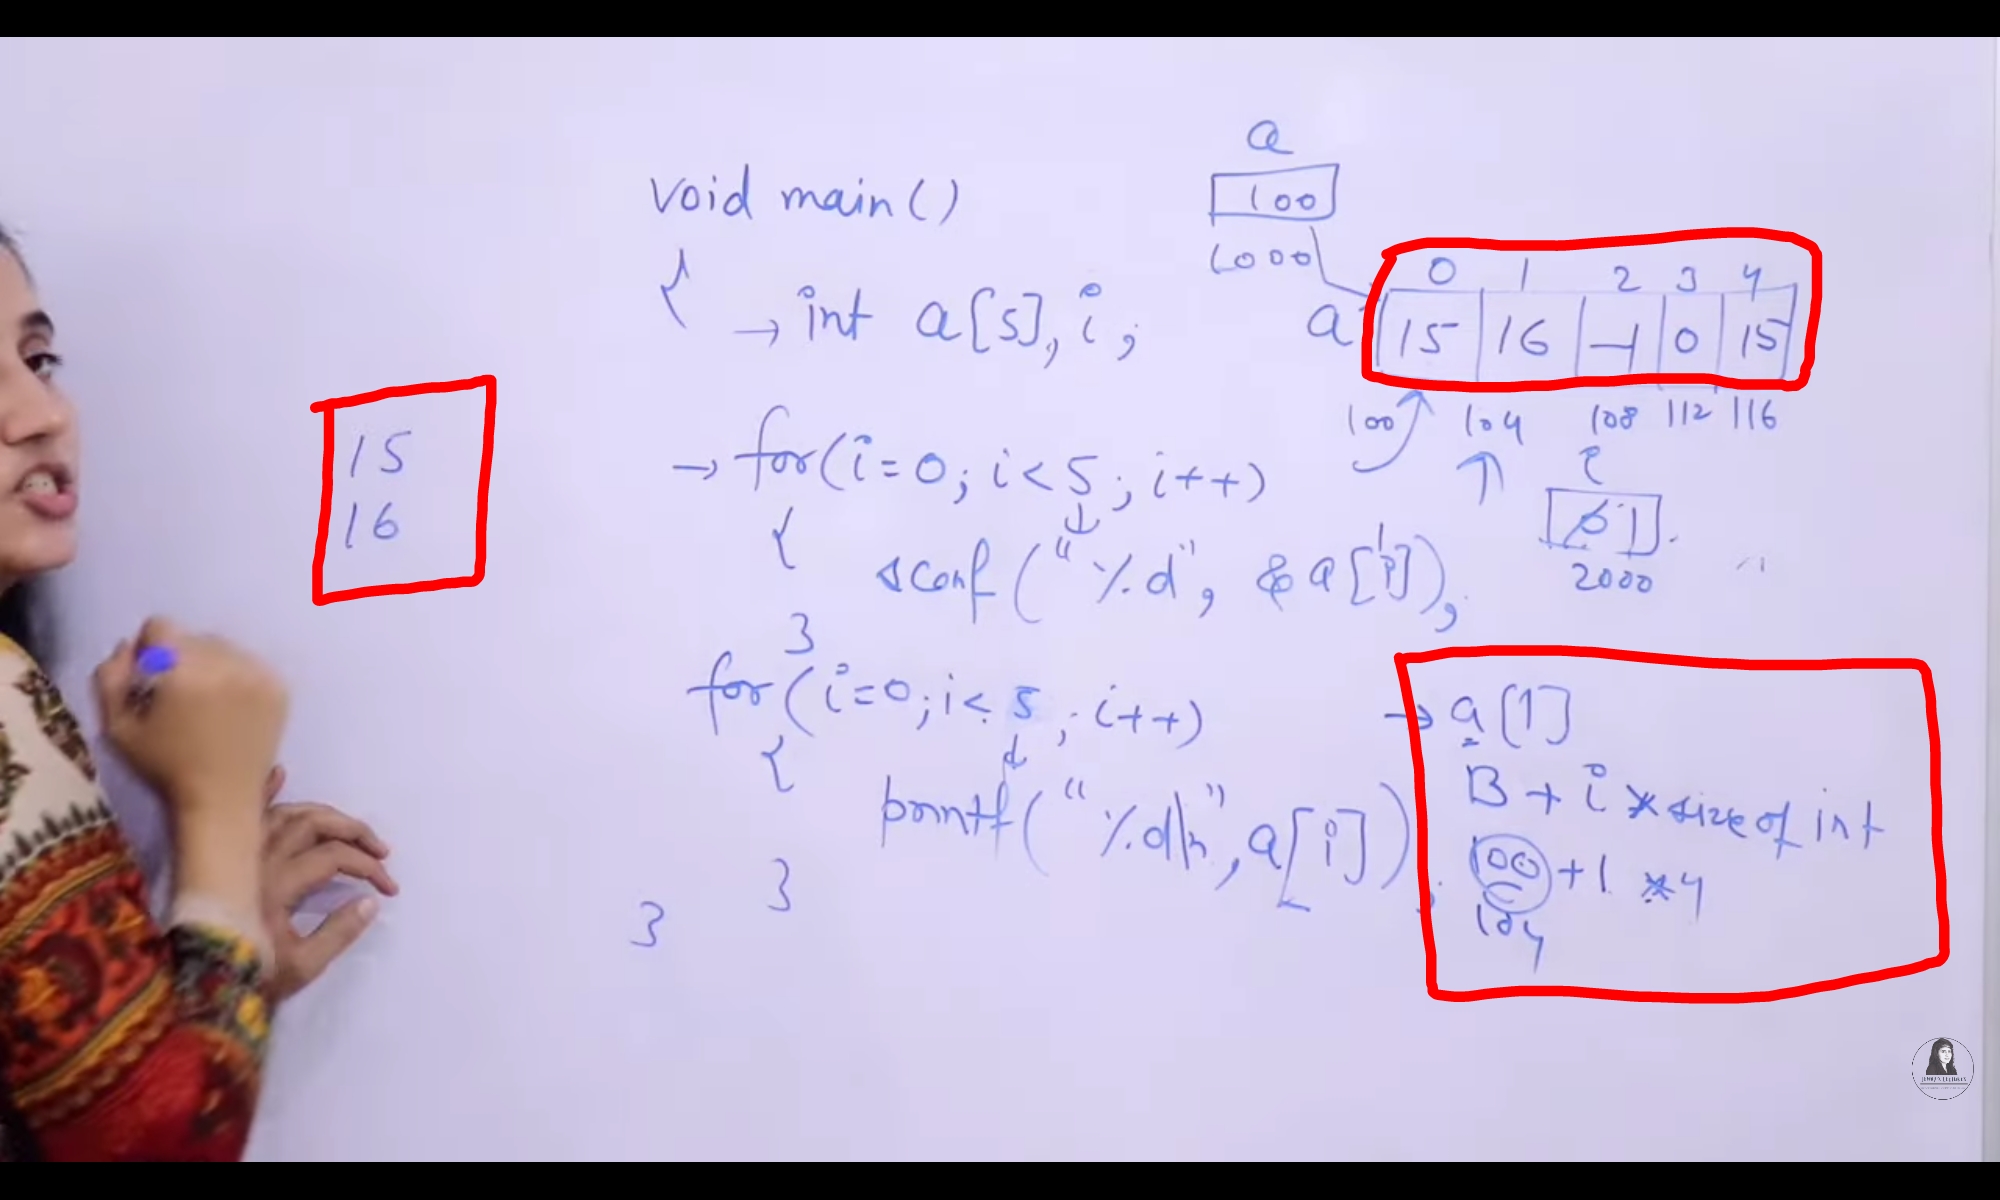 void main()
{
→ int a[5], i;
→ for(i=0; i<5; i++)
{
scanf("%d", &a[i]);
}
for(i=0; i<5; i++)
{
printf("%d\n", a[i]);
}
}
15
16
a
100
1000
0 1 2 3 4
a 15 16 -1 0 15
100 104 108 112 116
i
0 1
2000
1
→ a[1]
B + i * size of int
100 + 1 * 4
104